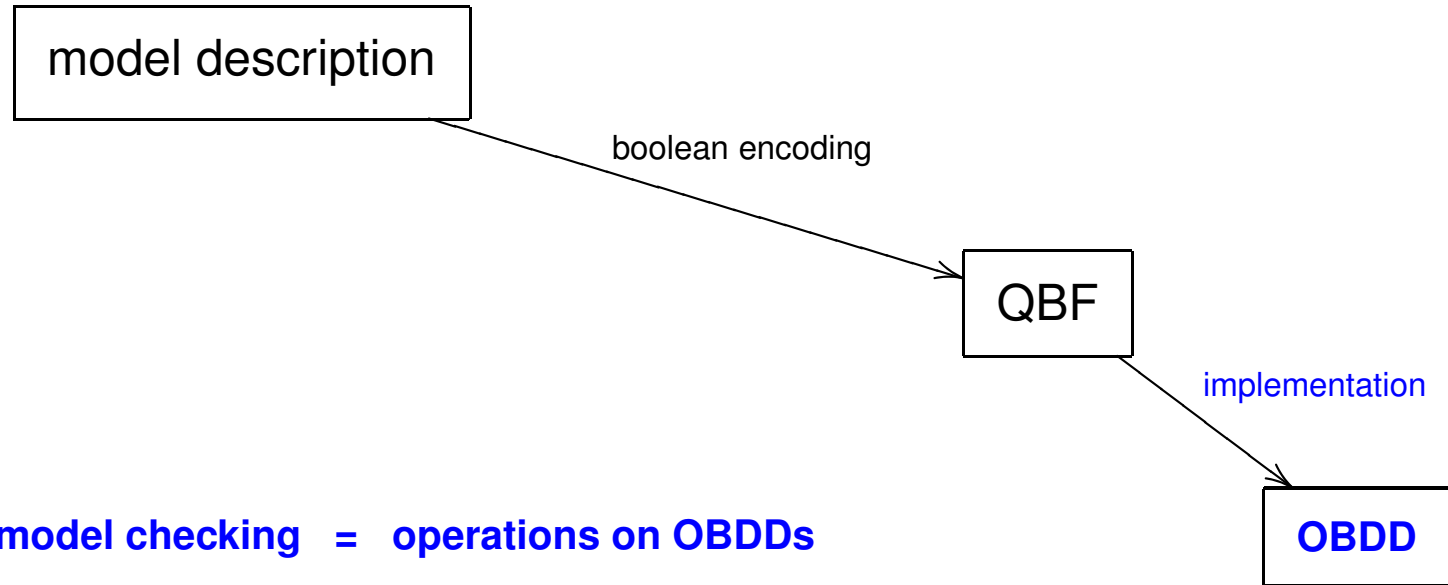 model description
boolean encoding
QBF
implementation
model checking = operations on OBDDs
OBDD